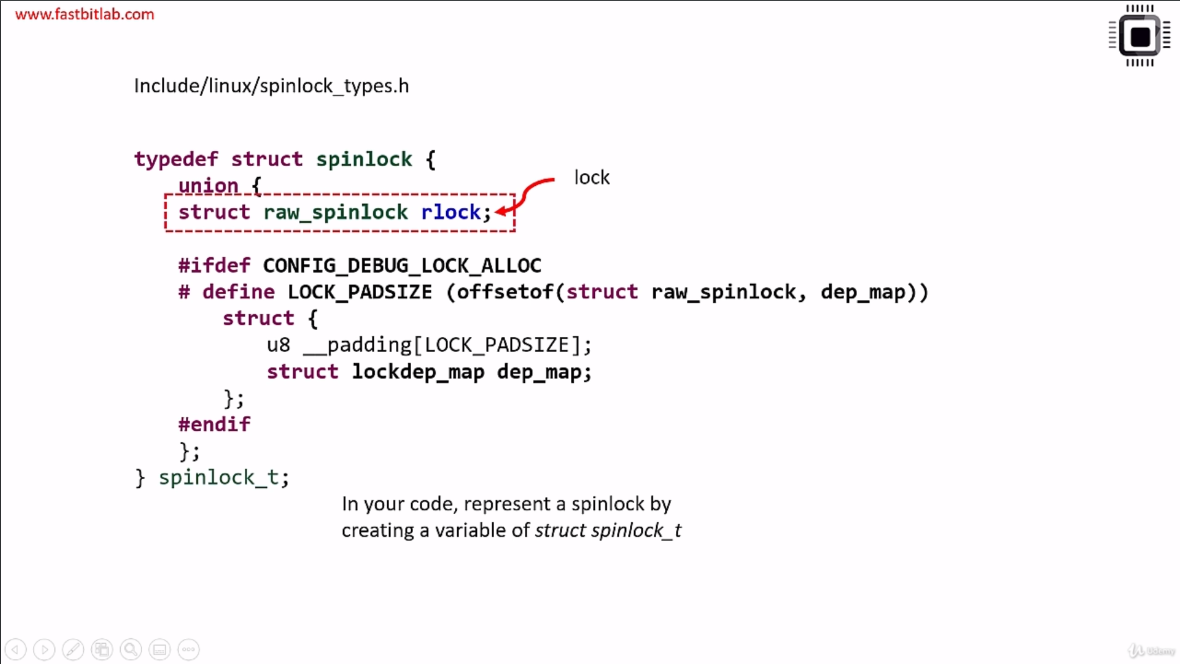 www.fastbitlab.com
Include/linux/spinlock_types.h
typedef struct spinlock {
union {
struct raw_spinlock rlock;
lock
#ifdef CONFIG_DEBUG_LOCK_ALLOC
# define LOCK_PADSIZE (offsetof(struct raw_spinlock, dep_map))
struct {
u8 __padding[LOCK_PADSIZE];
struct lockdep_map dep_map;
};
#endif
};
} spinlock_t;
In your code, represent a spinlock by
creating a variable of struct spinlock_t
Udemy